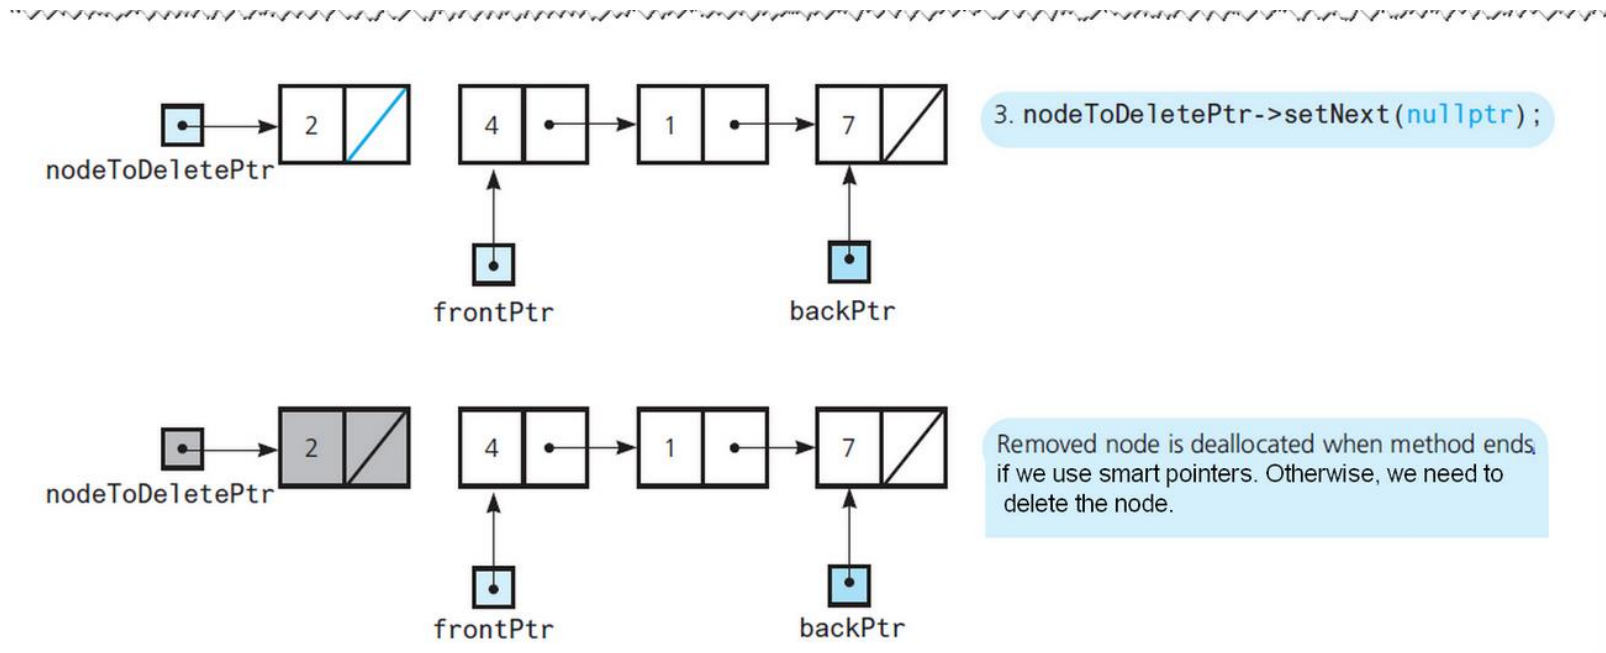 2 4 1 7
3. nodeToDeletePtr->setNext(nullptr);
nodeToDeletePtr
frontPtr backPtr
2 4 1 7
Removed node is deallocated when method ends,
if we use smart pointers. Otherwise, we need to
delete the node.
nodeToDeletePtr
frontPtr backPtr